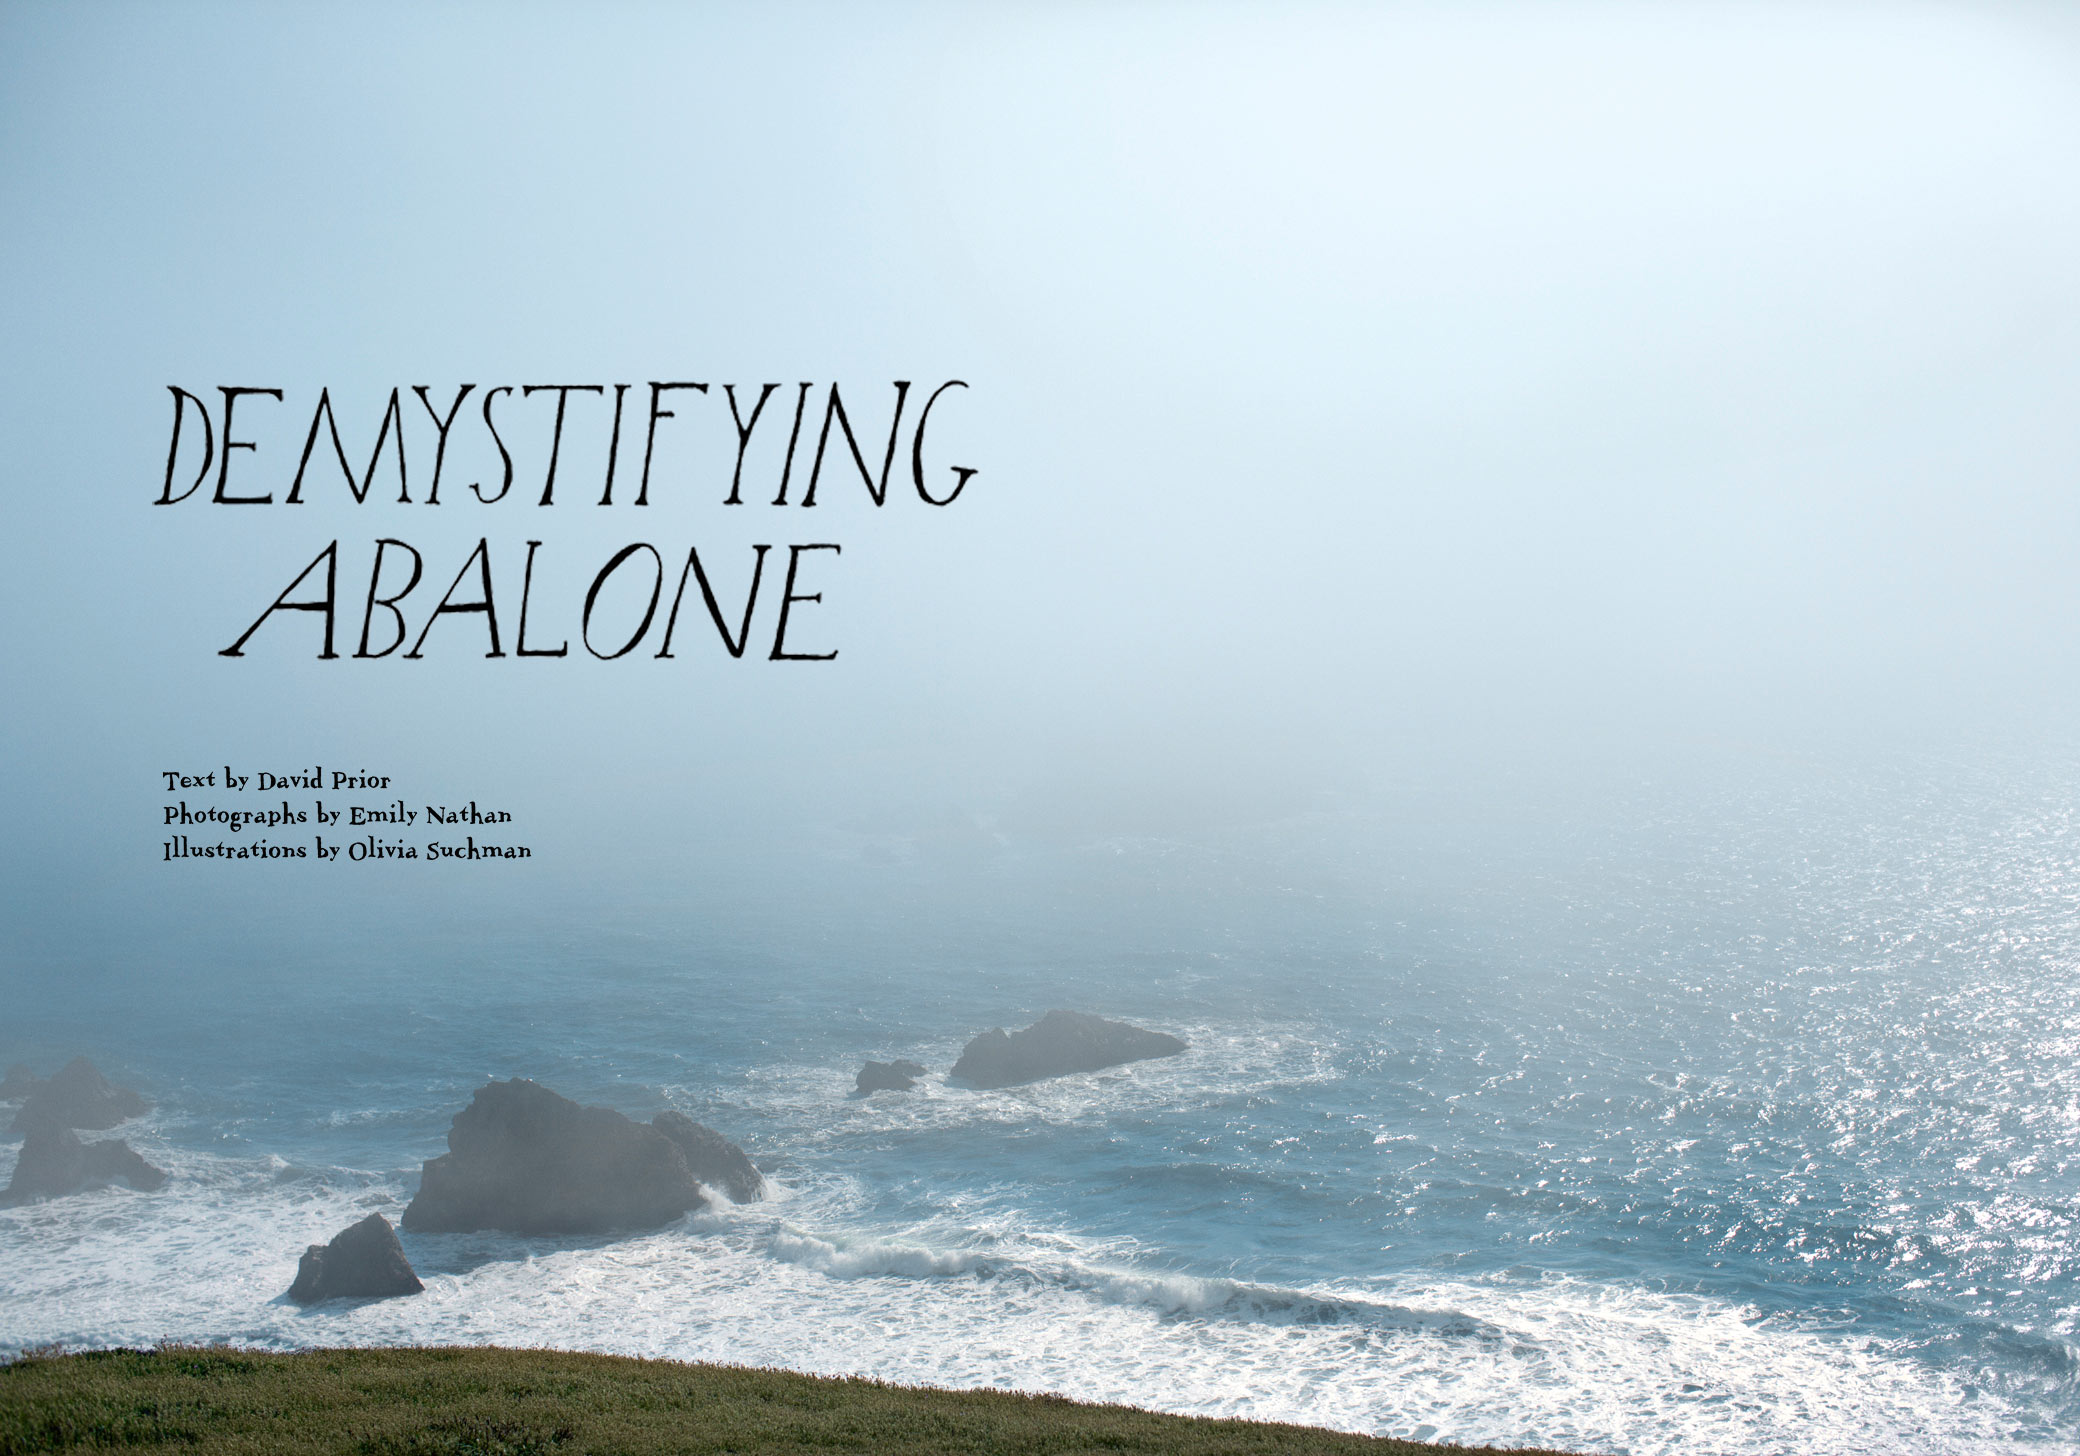 DEMYSTIFYING
ABALONE
Text by David Prior
Photographs by Emily Nathan
Illustrations by Olivia Suchman